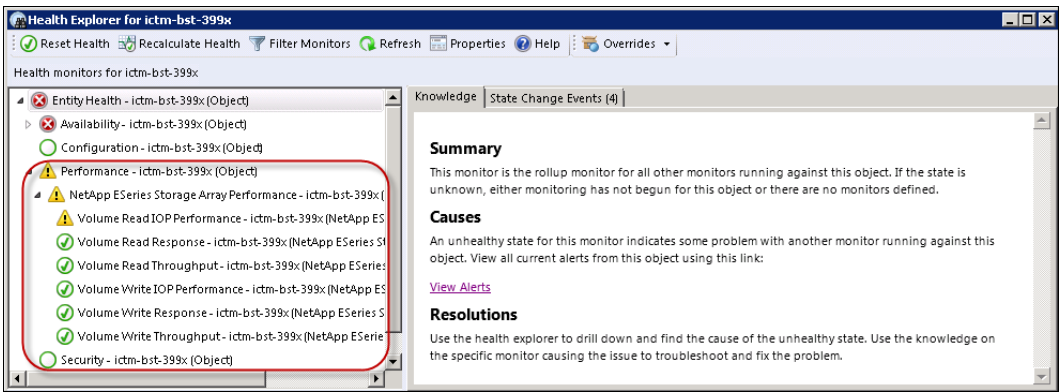 Health Explorer for ictm-bst-399x
Reset Health Recalculate Health Filter Monitors Refresh Properties Help Overrides
Health monitors for ictm-bst-399x
Entity Health - ictm-bst-399x (Object)
Availability - ictm-bst-399x (Object)
Configuration - ictm-bst-399x (Object)
Performance - ictm-bst-399x (Object)
NetApp ESeries Storage Array Performance - ictm-bst-399x (
Volume Read IOP Performance - ictm-bst-399x (NetApp ES
Volume Read Response - ictm-bst-399x (NetApp ESeries St
Volume Read Throughput - ictm-bst-399x (NetApp ESeries
Volume Write IOP Performance - ictm-bst-399x (NetApp ES
Volume Write Response - ictm-bst-399x (NetApp ESeries S
Volume Write Throughput - ictm-bst-399x (NetApp ESerie
Security - ictm-bst-399x (Object)
Knowledge State Change Events (4)
Summary
This monitor is the rollup monitor for all other monitors running against this object. If the state is
unknown, either monitoring has not begun for this object or there are no monitors defined.
Causes
An unhealthy state for this monitor indicates some problem with another monitor running against this
object. View all current alerts from this object using this link:
View Alerts
Resolutions
Use the health explorer to drill down and find the cause of the unhealthy state. Use the knowledge on
the specific monitor causing the issue to troubleshoot and fix the problem.